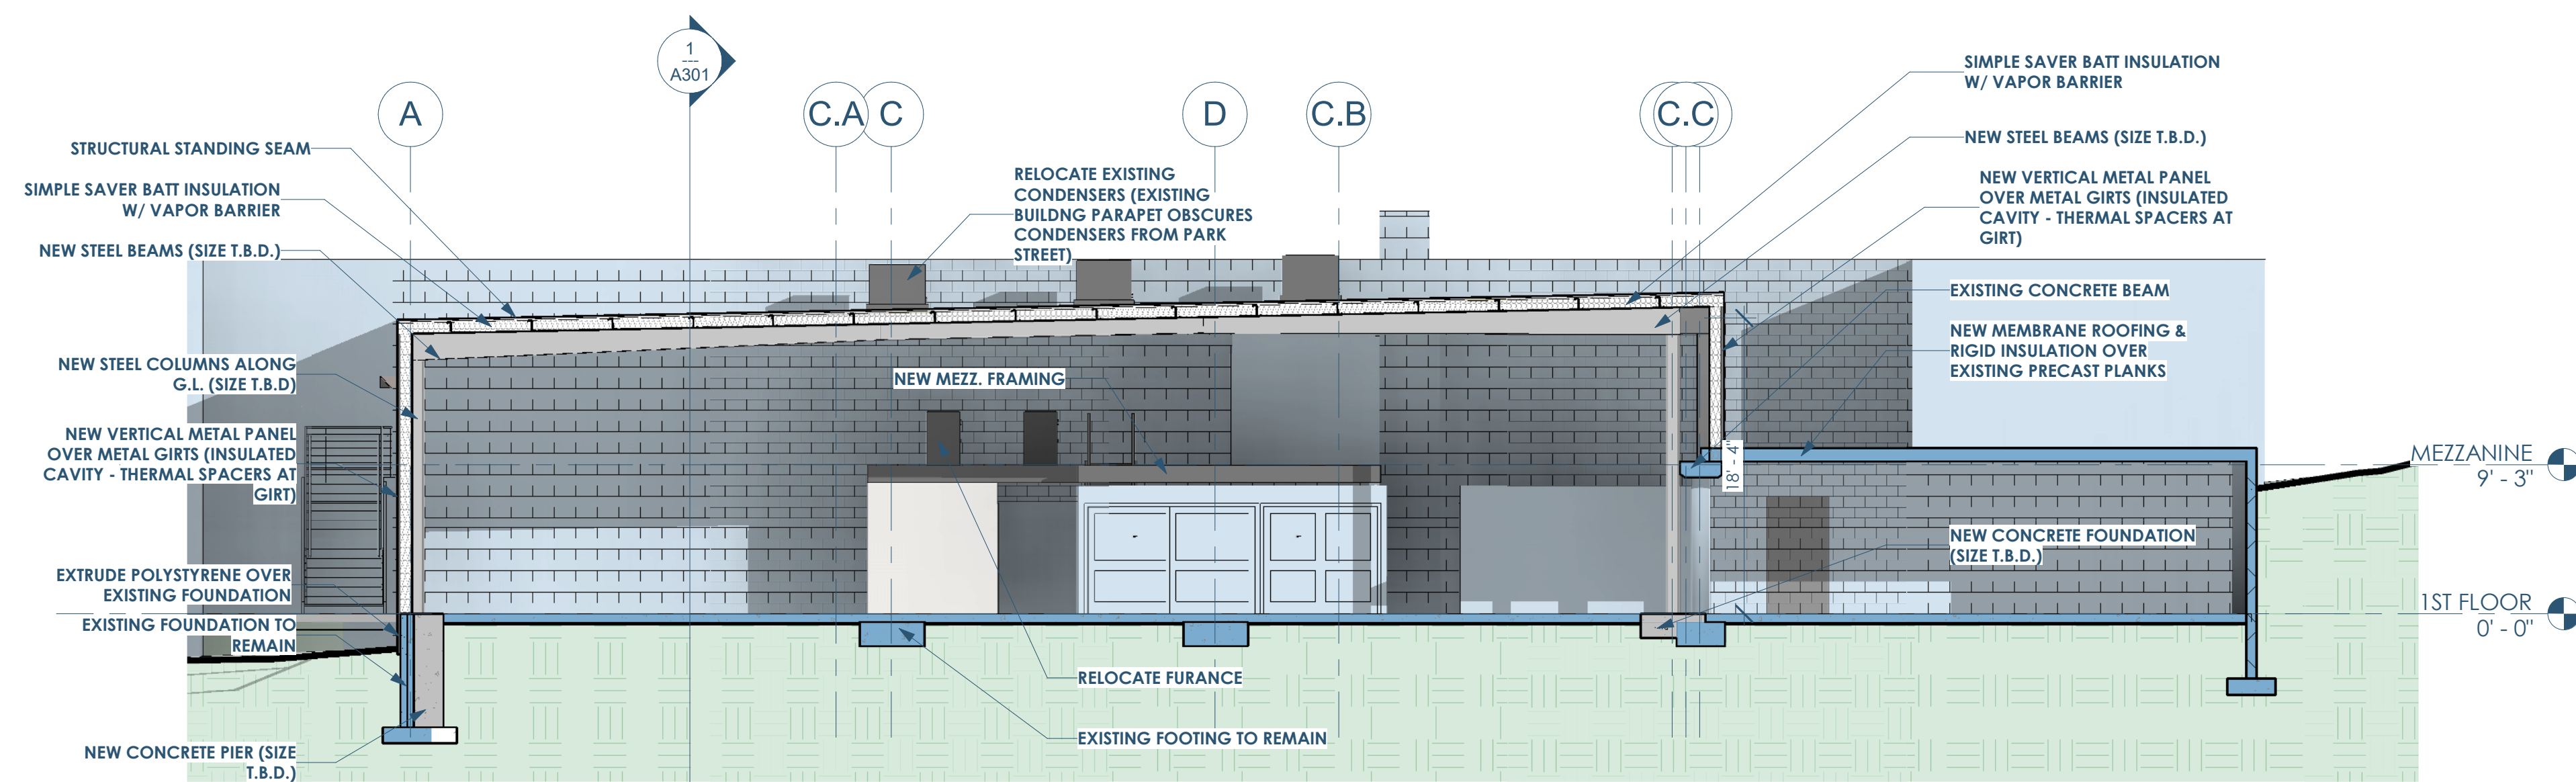 1
---
A301
A
C.A
C
D
C.B
C.C
STRUCTURAL STANDING SEAM
SIMPLE SAVER BATT INSULATION
W/ VAPOR BARRIER
NEW STEEL BEAMS (SIZE T.B.D.)
NEW STEEL COLUMNS ALONG
G.L. (SIZE T.B.D)
NEW VERTICAL METAL PANEL
OVER METAL GIRTS (INSULATED
CAVITY - THERMAL SPACERS AT
GIRT)
EXTRUDE POLYSTYRENE OVER
EXISTING FOUNDATION
EXISTING FOUNDATION TO
REMAIN
NEW CONCRETE PIER (SIZE
T.B.D.)
RELOCATE EXISTING
CONDENSERS (EXISTING
BUILDNG PARAPET OBSCURES
CONDENSERS FROM PARK
STREET)
NEW MEZZ. FRAMING
RELOCATE FURANCE
EXISTING FOOTING TO REMAIN
18' - 4"
SIMPLE SAVER BATT INSULATION
W/ VAPOR BARRIER
NEW STEEL BEAMS (SIZE T.B.D.)
NEW VERTICAL METAL PANEL
OVER METAL GIRTS (INSULATED
CAVITY - THERMAL SPACERS AT
GIRT)
EXISTING CONCRETE BEAM
NEW MEMBRANE ROOFING &
RIGID INSULATION OVER
EXISTING PRECAST PLANKS
NEW CONCRETE FOUNDATION
(SIZE T.B.D.)
MEZZANINE
9' - 3"
1ST FLOOR
0' - 0"